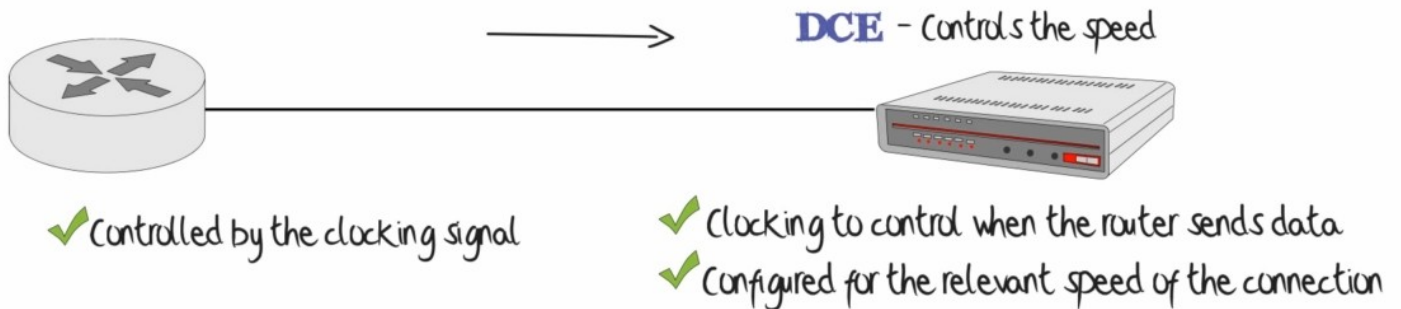 DCE - Controls the speed
Controlled by the clocking signal
Clocking to control when the router sends data
Configured for the relevant speed of the connection